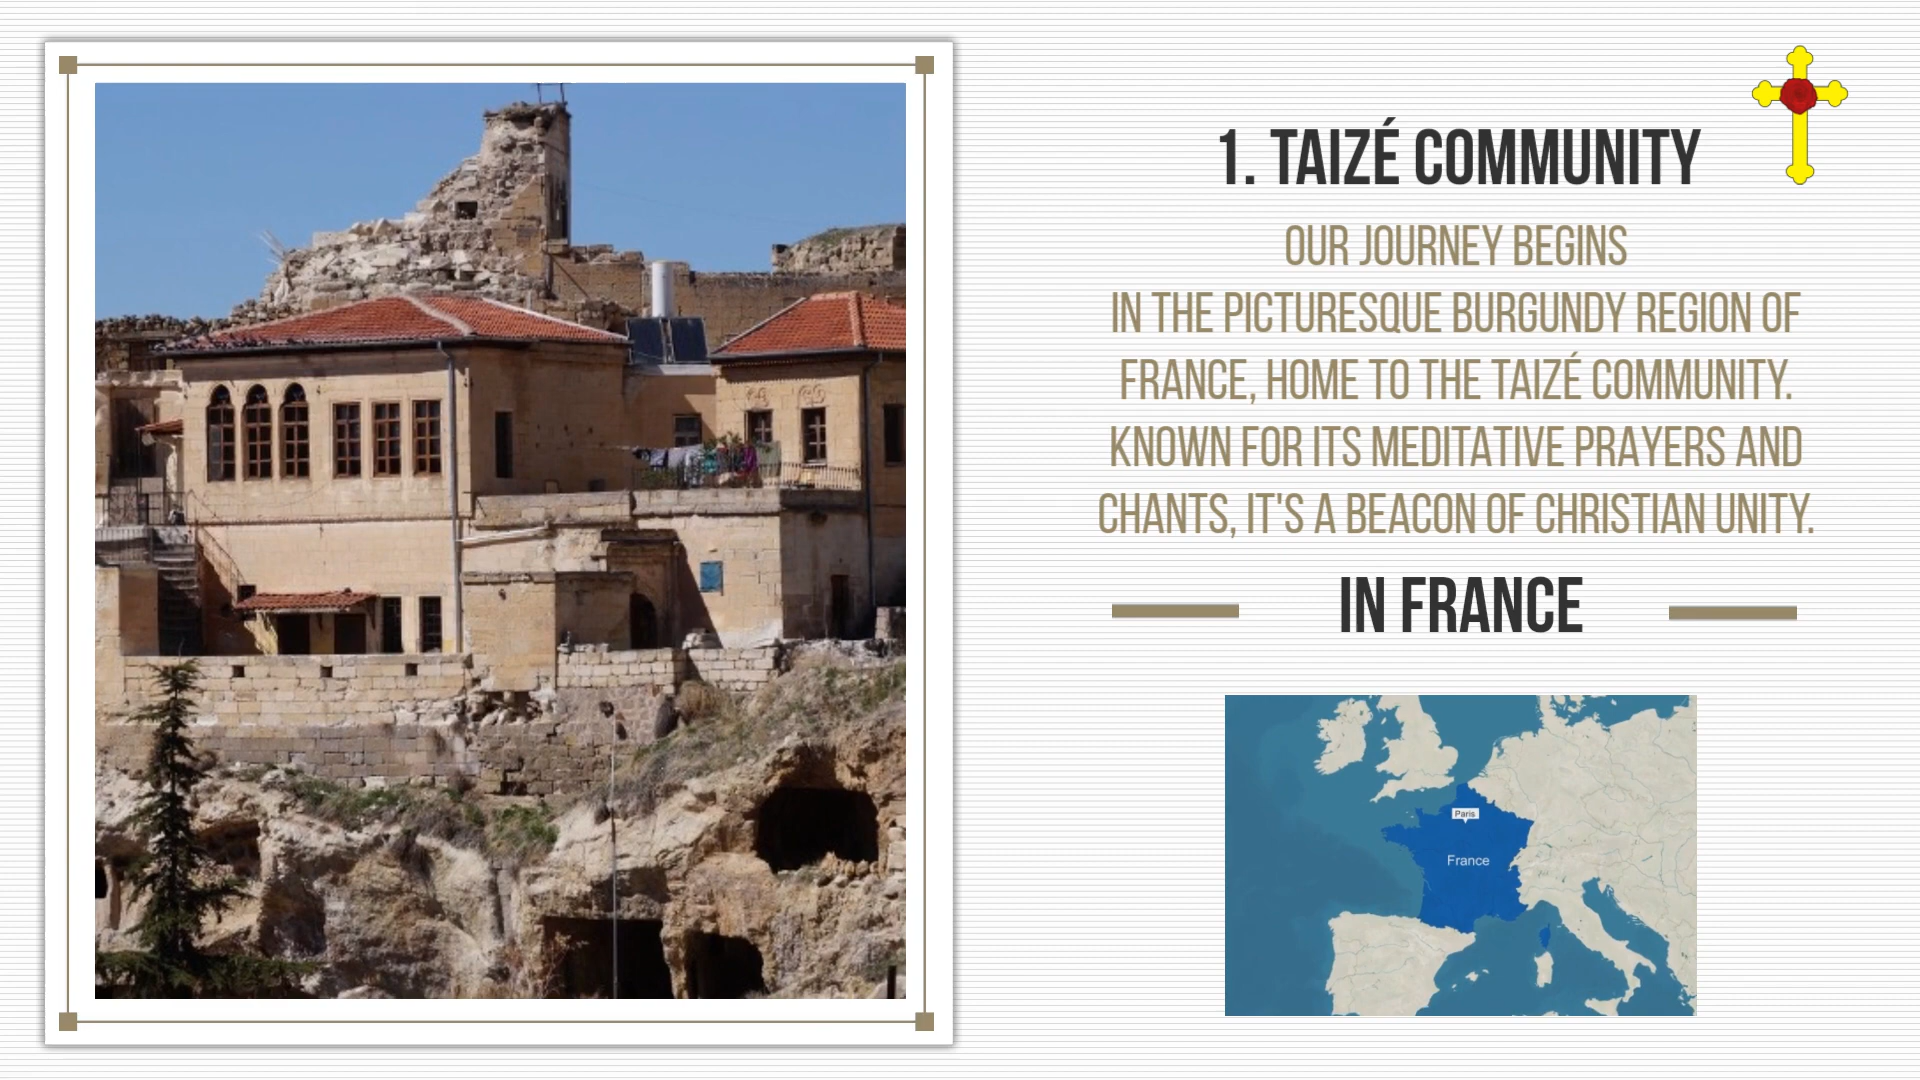 1. TAIZÉ COMMUNITY
OUR JOURNEY BEGINS
IN THE PICTURESQUE BURGUNDY REGION OF
FRANCE, HOME TO THE TAIZÉ COMMUNITY.
KNOWN FOR ITS MEDITATIVE PRAYERS AND
CHANTS, IT'S A BEACON OF CHRISTIAN UNITY.
IN FRANCE
Paris
France